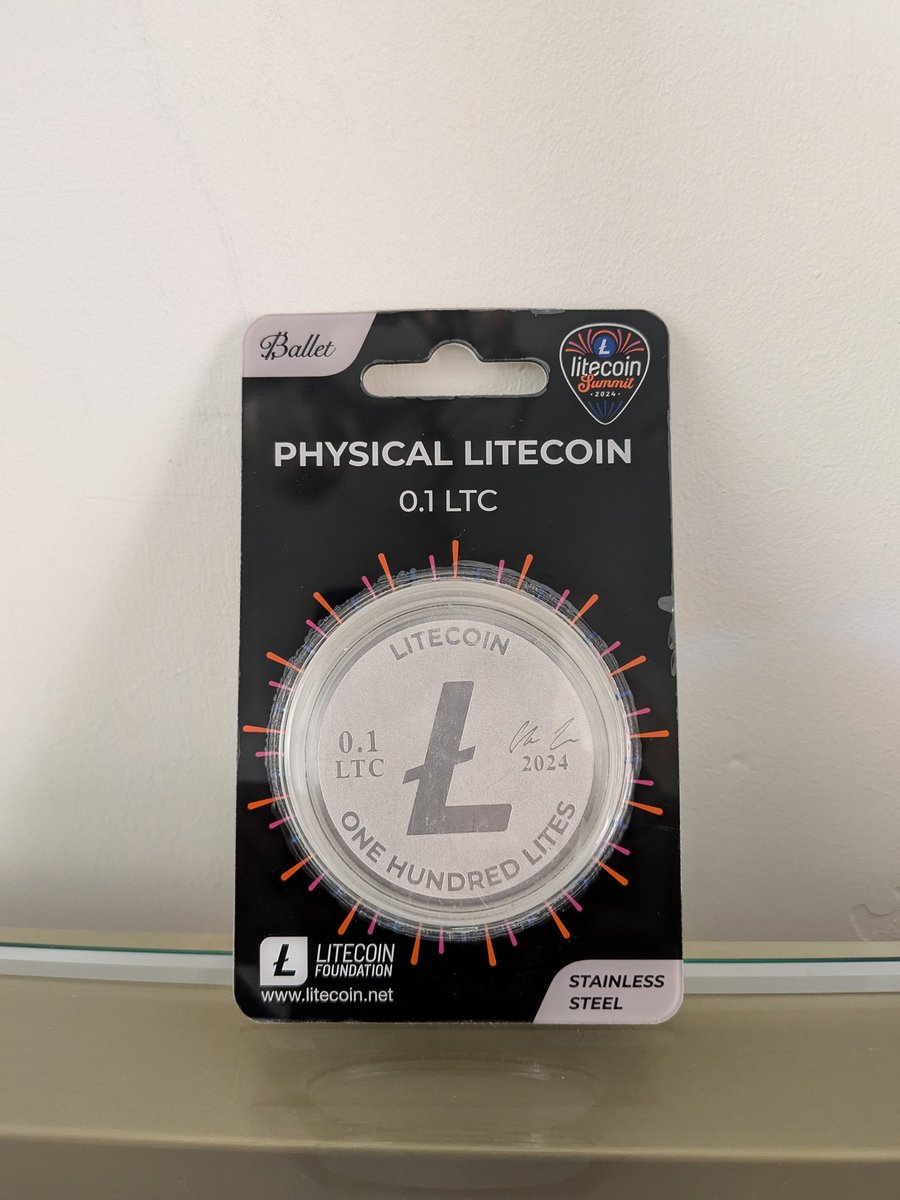 Ballet
litecoin
Summit
·2024·
PHYSICAL LITECOIN
0.1 LTC
LITECOIN
0.1
LTC
2024
ONE HUNDRED LITES
LITECOIN
FOUNDATION
www.litecoin.net
STAINLESS
STEEL